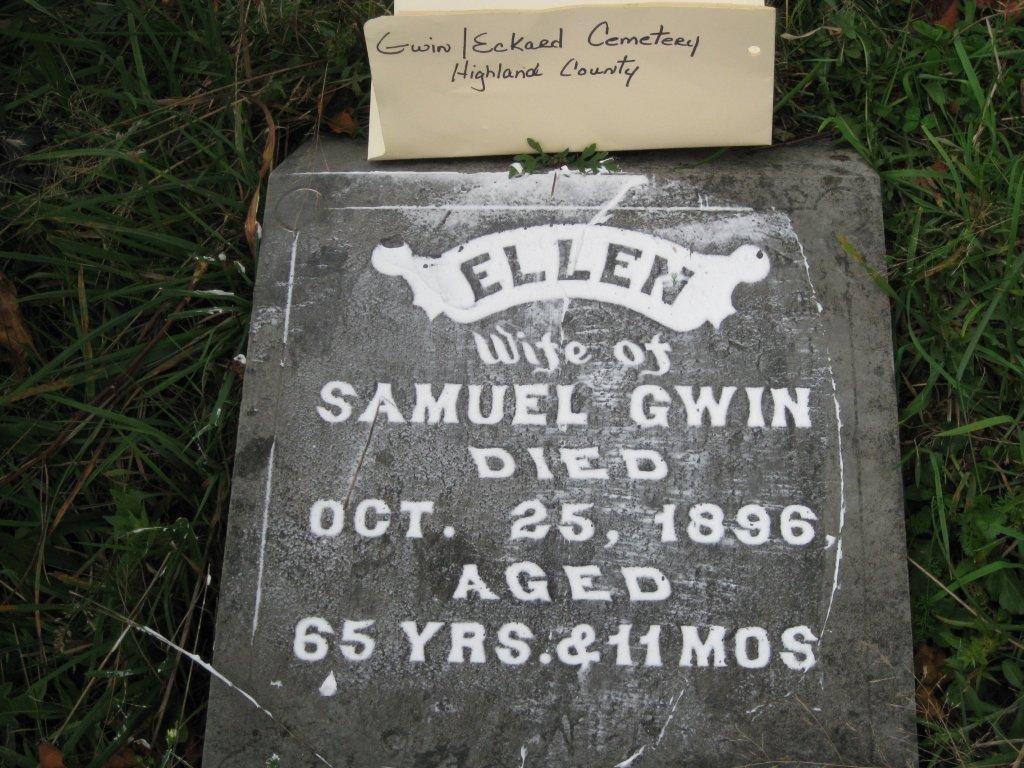 Gwin/Eckard Cemetery
Highland County
ELLEN
Wife of
SAMUEL GWIN
DIED
OCT. 25, 1896,
AGED
65 YRS. & 11 MOS